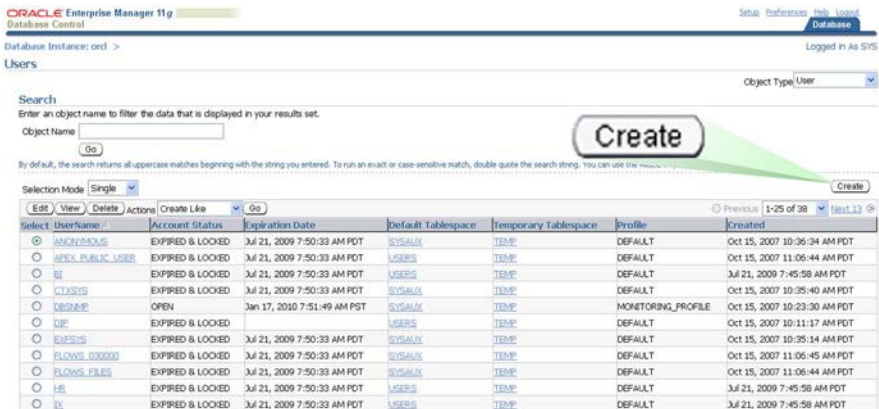 ORACLE Enterprise Manager 11g
Database Control
Setup Preferences Help Logout
Database
Database Instance: orcl >
Logged in As SYS
Users
Object Type User
Search
Enter an object name to filter the data that is displayed in your results set.
Object Name
Go
Create
By default, the search returns all uppercase matches beginning with the string you entered. To run an exact or case-sensitive match, double quote the search string. You can use the
Selection Mode Single
Create
Edit View Delete Actions Create Like Go
Previous 1-25 of 38 Next 13
Select UserName Account Status Expiration Date Default Tablespace Temporary Tablespace Profile Created
ANONYMOUS EXPIRED & LOCKED Jul 21, 2009 7:50:33 AM PDT SYSAUX TEMP DEFAULT Oct 15, 2007 10:36:34 AM PDT
APEX_PUBLIC_USER EXPIRED & LOCKED Jul 21, 2009 7:50:33 AM PDT USERS TEMP DEFAULT Oct 15, 2007 11:06:44 AM PDT
BI EXPIRED & LOCKED Jul 21, 2009 7:50:33 AM PDT USERS TEMP DEFAULT Jul 21, 2009 7:45:58 AM PDT
CTXSYS EXPIRED & LOCKED Jul 21, 2009 7:50:33 AM PDT SYSAUX TEMP DEFAULT Oct 15, 2007 10:35:40 AM PDT
DBSNMP OPEN Jan 17, 2010 7:51:49 AM PST SYSAUX TEMP MONITORING_PROFILE Oct 15, 2007 10:23:30 AM PDT
DIP EXPIRED & LOCKED USERS TEMP DEFAULT Oct 15, 2007 10:11:17 AM PDT
EXFSYS EXPIRED & LOCKED Jul 21, 2009 7:50:33 AM PDT SYSAUX TEMP DEFAULT Oct 15, 2007 10:35:14 AM PDT
FLOWS_030000 EXPIRED & LOCKED Jul 21, 2009 7:50:33 AM PDT SYSAUX TEMP DEFAULT Oct 15, 2007 11:06:45 AM PDT
FLOWS_FILES EXPIRED & LOCKED Jul 21, 2009 7:50:33 AM PDT SYSAUX TEMP DEFAULT Oct 15, 2007 11:06:44 AM PDT
HR EXPIRED & LOCKED Jul 21, 2009 7:50:33 AM PDT USERS TEMP DEFAULT Jul 21, 2009 7:45:58 AM PDT
IX EXPIRED & LOCKED Jul 21, 2009 7:50:33 AM PDT USERS TEMP DEFAULT Jul 21, 2009 7:45:58 AM PDT